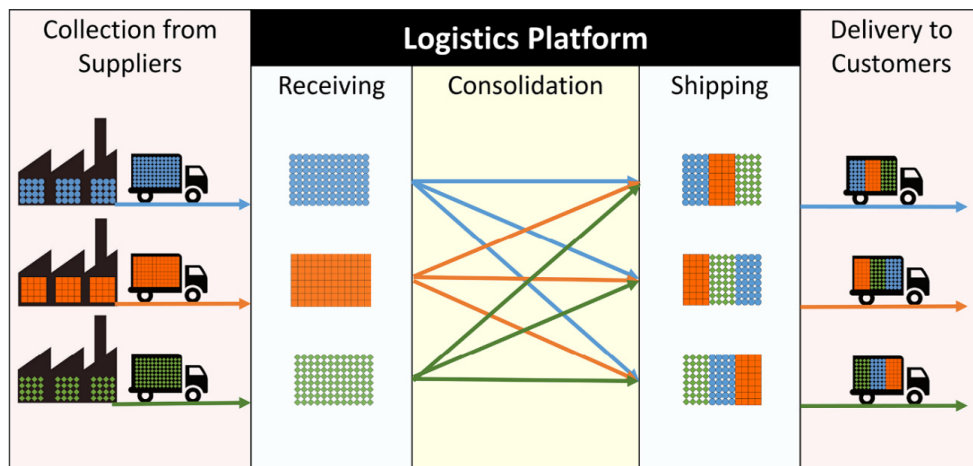 Collection from
Suppliers
Logistics Platform
Delivery to
Customers
Receiving
Consolidation
Shipping